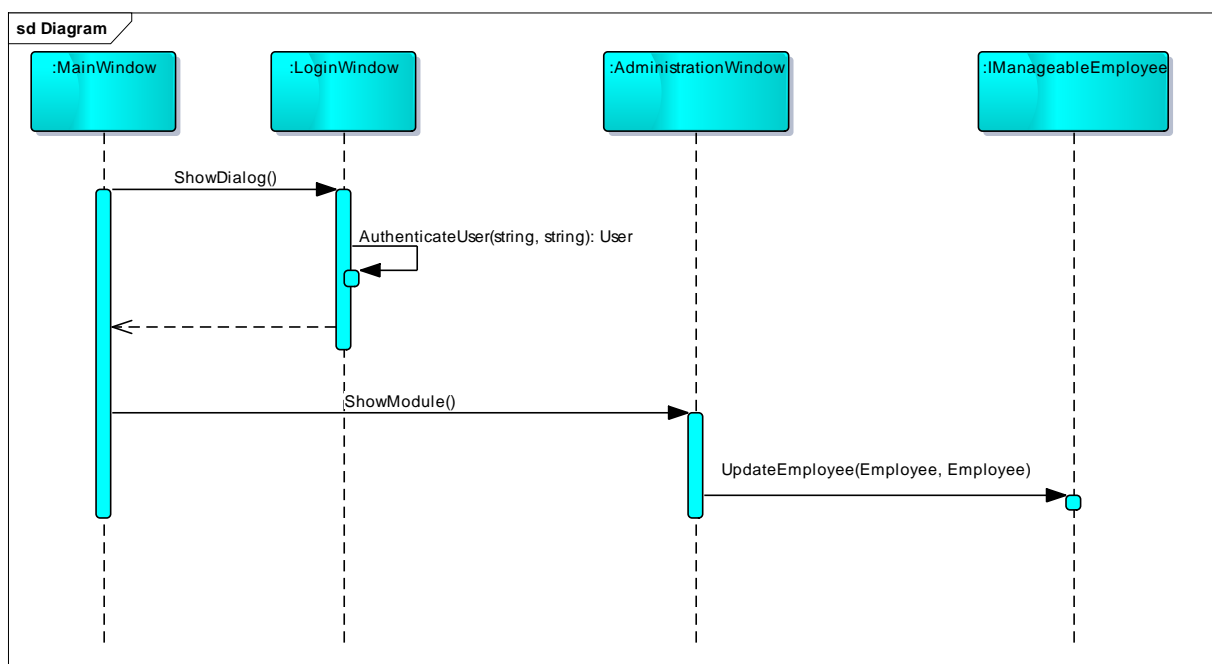 sd Diagram
:MainWindow
:LoginWindow
:AdministrationWindow
:IManageableEmployee
ShowDialog()
AuthenticateUser(string, string): User
ShowModule()
UpdateEmployee(Employee, Employee)